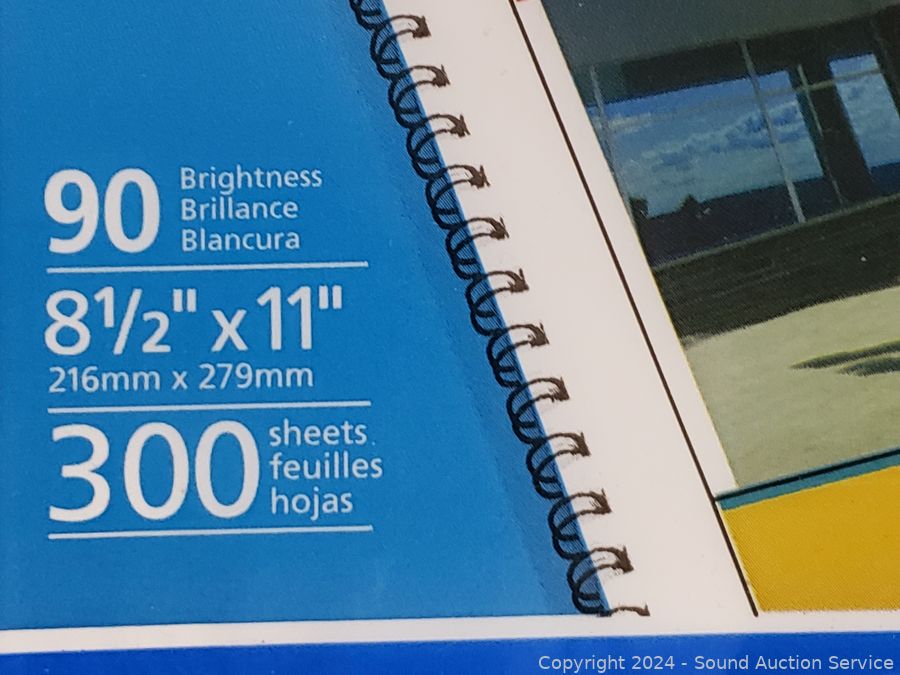 90 Brightness
Brillance
Blancura
8½" x 11"
216mm x 279mm
300 sheets
feuilles
hojas
Copyright 2024 - Sound Auction Service